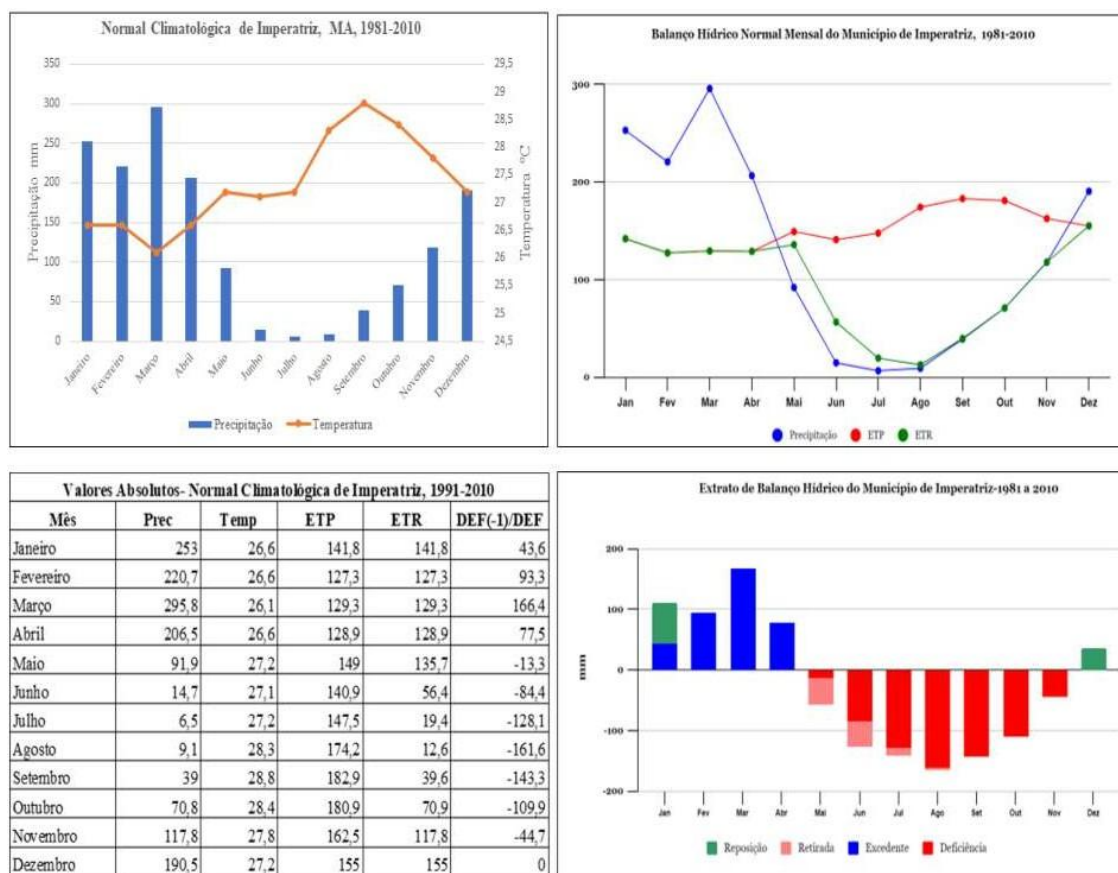 Normal Climatológica de Imperatriz, MA, 1981-2010
350
300
250
200
150
100
50
0
Precipitação mm
29,5
29
28,5
28
27,5
27
26,5
26
25,5
25
24,5
Temperatura ºC
Janeiro
Fevereiro
Março
Abril
Maio
Junho
Julho
Agosto
Setembro
Outubro
Novembro
Dezembro
Precipitação Temperatura
Balanço Hídrico Normal Mensal do Município de Imperatriz, 1981-2010
300
200
100
0
Jan Fev Mar Abr Mai Jun Jul Ago Set Out Nov Dez
Precipitação ETP ETR
Valores Absolutos- Normal Climatológica de Imperatriz, 1991-2010
Mês Prec Temp ETP ETR DEF(-1)/DEF
Janeiro 253 26,6 141,8 141,8 43,6
Fevereiro 220,7 26,6 127,3 127,3 93,3
Março 295,8 26,1 129,3 129,3 166,4
Abril 206,5 26,6 128,9 128,9 77,5
Maio 91,9 27,2 149 135,7 -13,3
Junho 14,7 27,1 140,9 56,4 -84,4
Julho 6,5 27,2 147,5 19,4 -128,1
Agosto 9,1 28,3 174,2 12,6 -161,6
Setembro 39 28,8 182,9 39,6 -143,3
Outubro 70,8 28,4 180,9 70,9 -109,9
Novembro 117,8 27,8 162,5 117,8 -44,7
Dezembro 190,5 27,2 155 155 0
Extrato de Balanço Hídrico do Município de Imperatriz-1981 a 2010
200
100
0
-100
-200
mm
Jan Fev Mar Abr Mai Jun Jul Ago Set Out Nov Dez
Reposição Retirada Excedente Deficiência